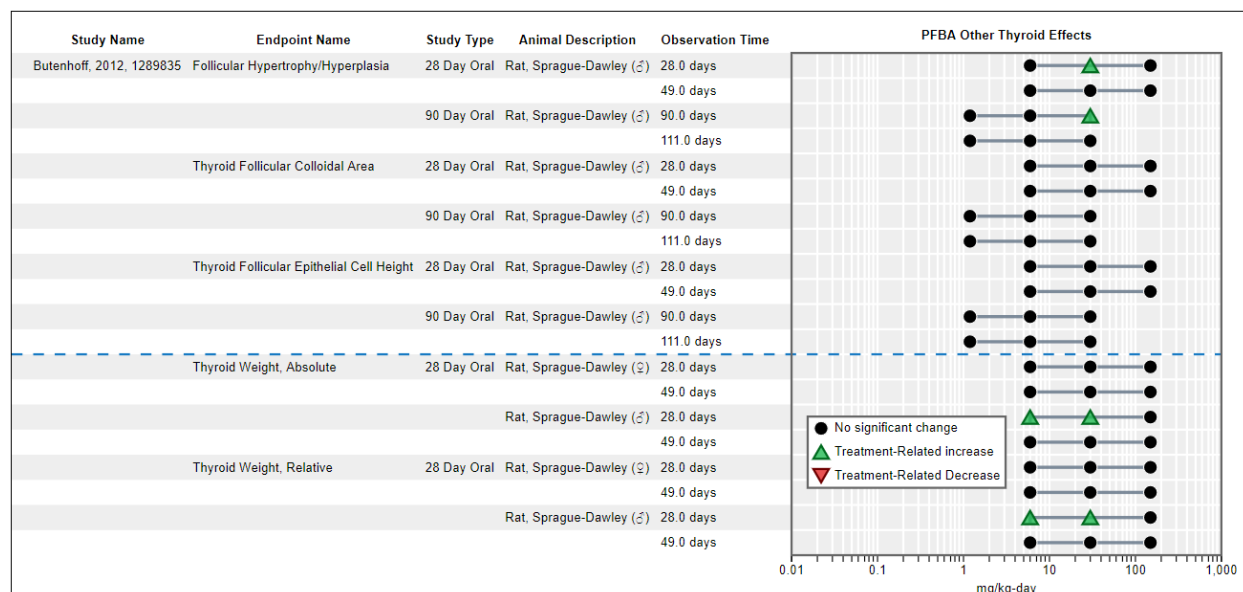 PFBA Other Thyroid Effects
Study Name Endpoint Name Study Type Animal Description Observation Time
Butenhoff, 2012, 1289835 Follicular Hypertrophy/Hyperplasia 28 Day Oral Rat, Sprague-Dawley (♂) 28.0 days
49.0 days
90 Day Oral Rat, Sprague-Dawley (♂) 90.0 days
111.0 days
Thyroid Follicular Colloidal Area 28 Day Oral Rat, Sprague-Dawley (♂) 28.0 days
49.0 days
90 Day Oral Rat, Sprague-Dawley (♂) 90.0 days
111.0 days
Thyroid Follicular Epithelial Cell Height 28 Day Oral Rat, Sprague-Dawley (♂) 28.0 days
49.0 days
90 Day Oral Rat, Sprague-Dawley (♂) 90.0 days
111.0 days
Thyroid Weight, Absolute 28 Day Oral Rat, Sprague-Dawley (♀) 28.0 days
49.0 days
Rat, Sprague-Dawley (♂) 28.0 days
49.0 days
Thyroid Weight, Relative 28 Day Oral Rat, Sprague-Dawley (♀) 28.0 days
49.0 days
Rat, Sprague-Dawley (♂) 28.0 days
49.0 days
No significant change
Treatment-Related increase
Treatment-Related Decrease
0.01 0.1 1 10 100 1,000
mg/kg-day